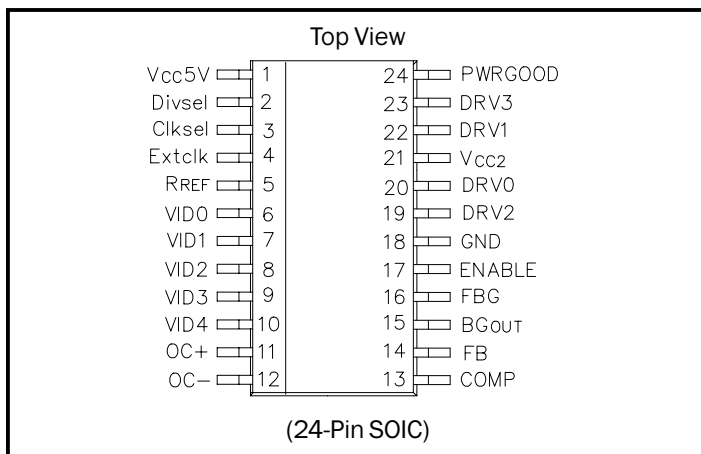 Top View
Vcc5V 1 24 PWRGOOD
Divsel 2 23 DRV3
Clksel 3 22 DRV1
Extclk 4 21 VCC2
RREF 5 20 DRV0
VID0 6 19 DRV2
VID1 7 18 GND
VID2 8 17 ENABLE
VID3 9 16 FBG
VID4 10 15 BGOUT
OC+ 11 14 FB
OC− 12 13 COMP
(24-Pin SOIC)